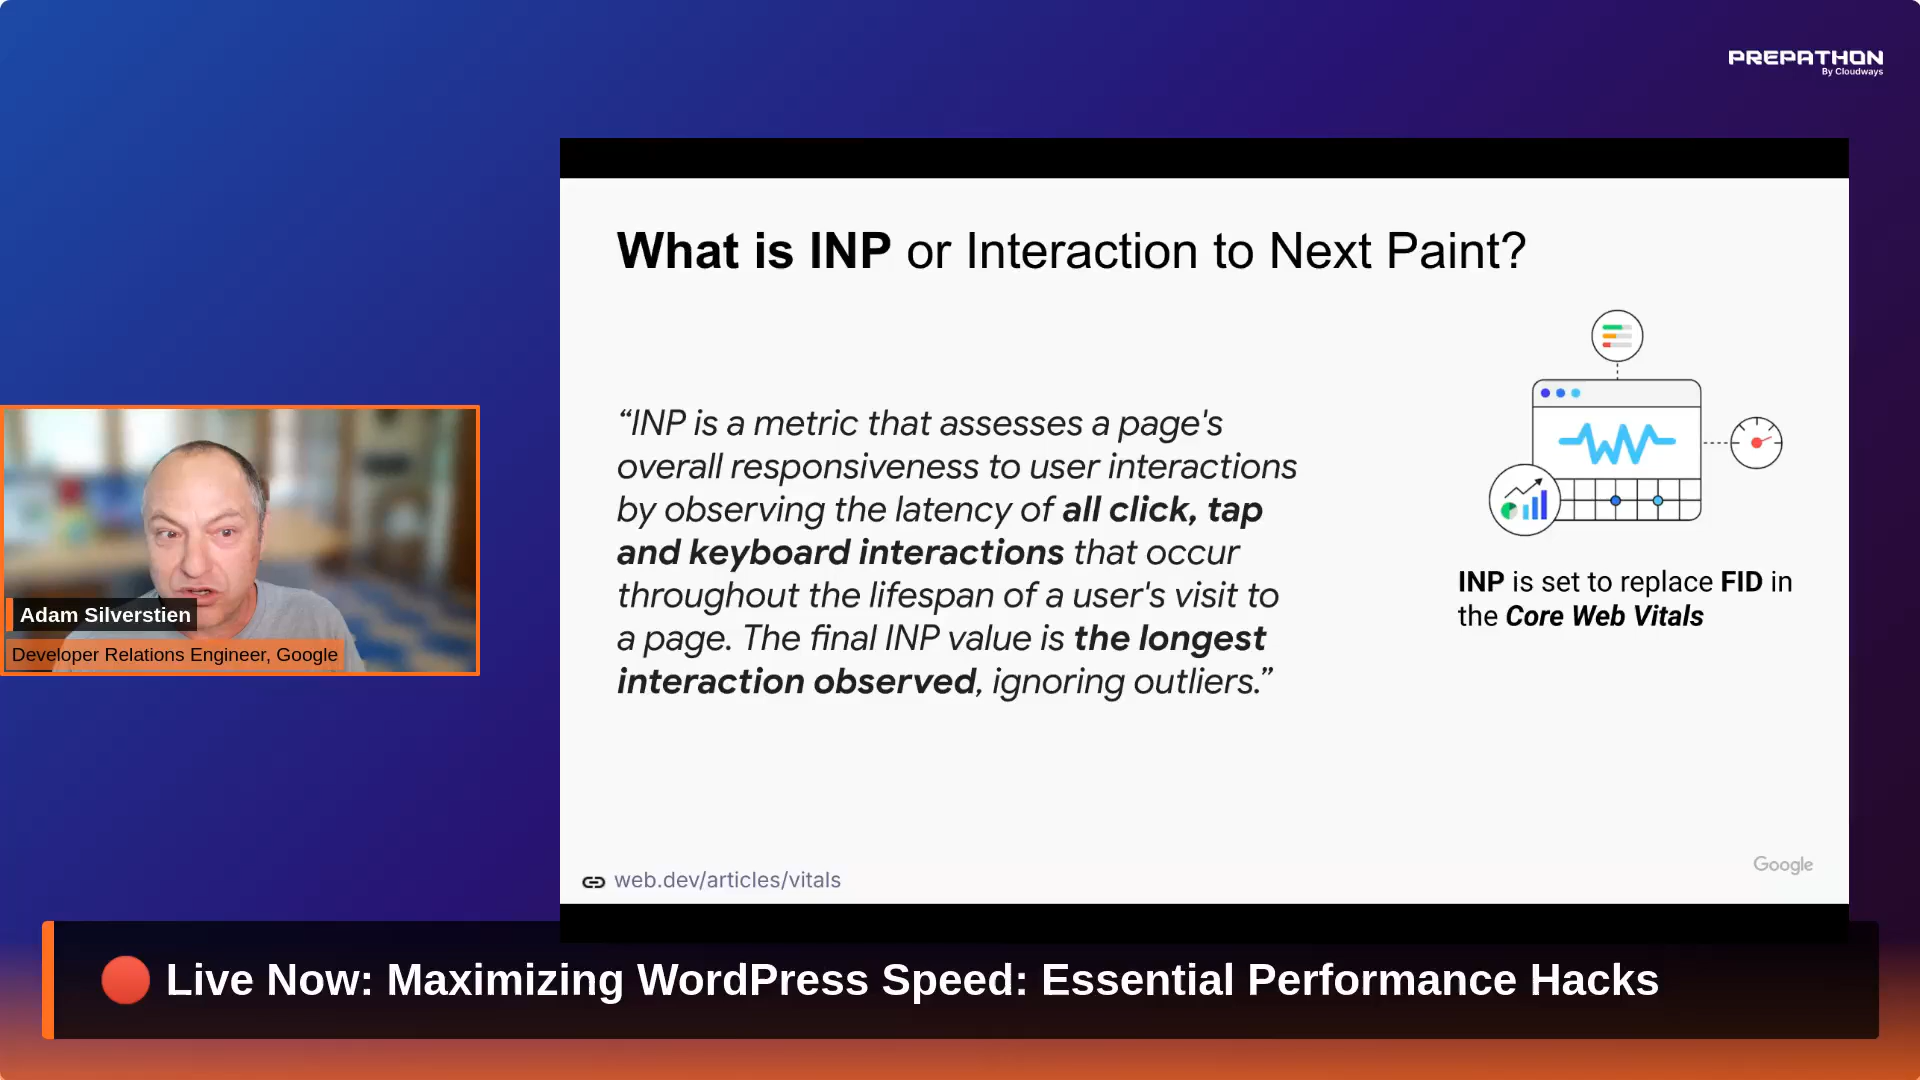 PREPATHON
By Cloudways
What is INP or Interaction to Next Paint?
“INP is a metric that assesses a page's
overall responsiveness to user interactions
by observing the latency of all click, tap
and keyboard interactions that occur
throughout the lifespan of a user's visit to
a page. The final INP value is the longest
interaction observed, ignoring outliers.”
INP is set to replace FID in
the Core Web Vitals
Adam Silverstien
Developer Relations Engineer, Google
web.dev/articles/vitals
Google
Live Now: Maximizing WordPress Speed: Essential Performance Hacks